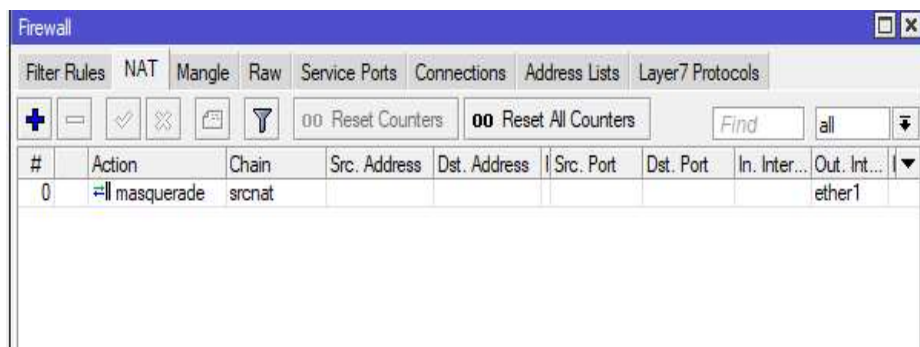 Firewall
Filter Rules NAT Mangle Raw Service Ports Connections Address Lists Layer7 Protocols
00 Reset Counters 00 Reset All Counters Find all
# Action Chain Src. Address Dst. Address Src. Port Dst. Port In. Inter... Out. Int...
0 masquerade srcnat ether1